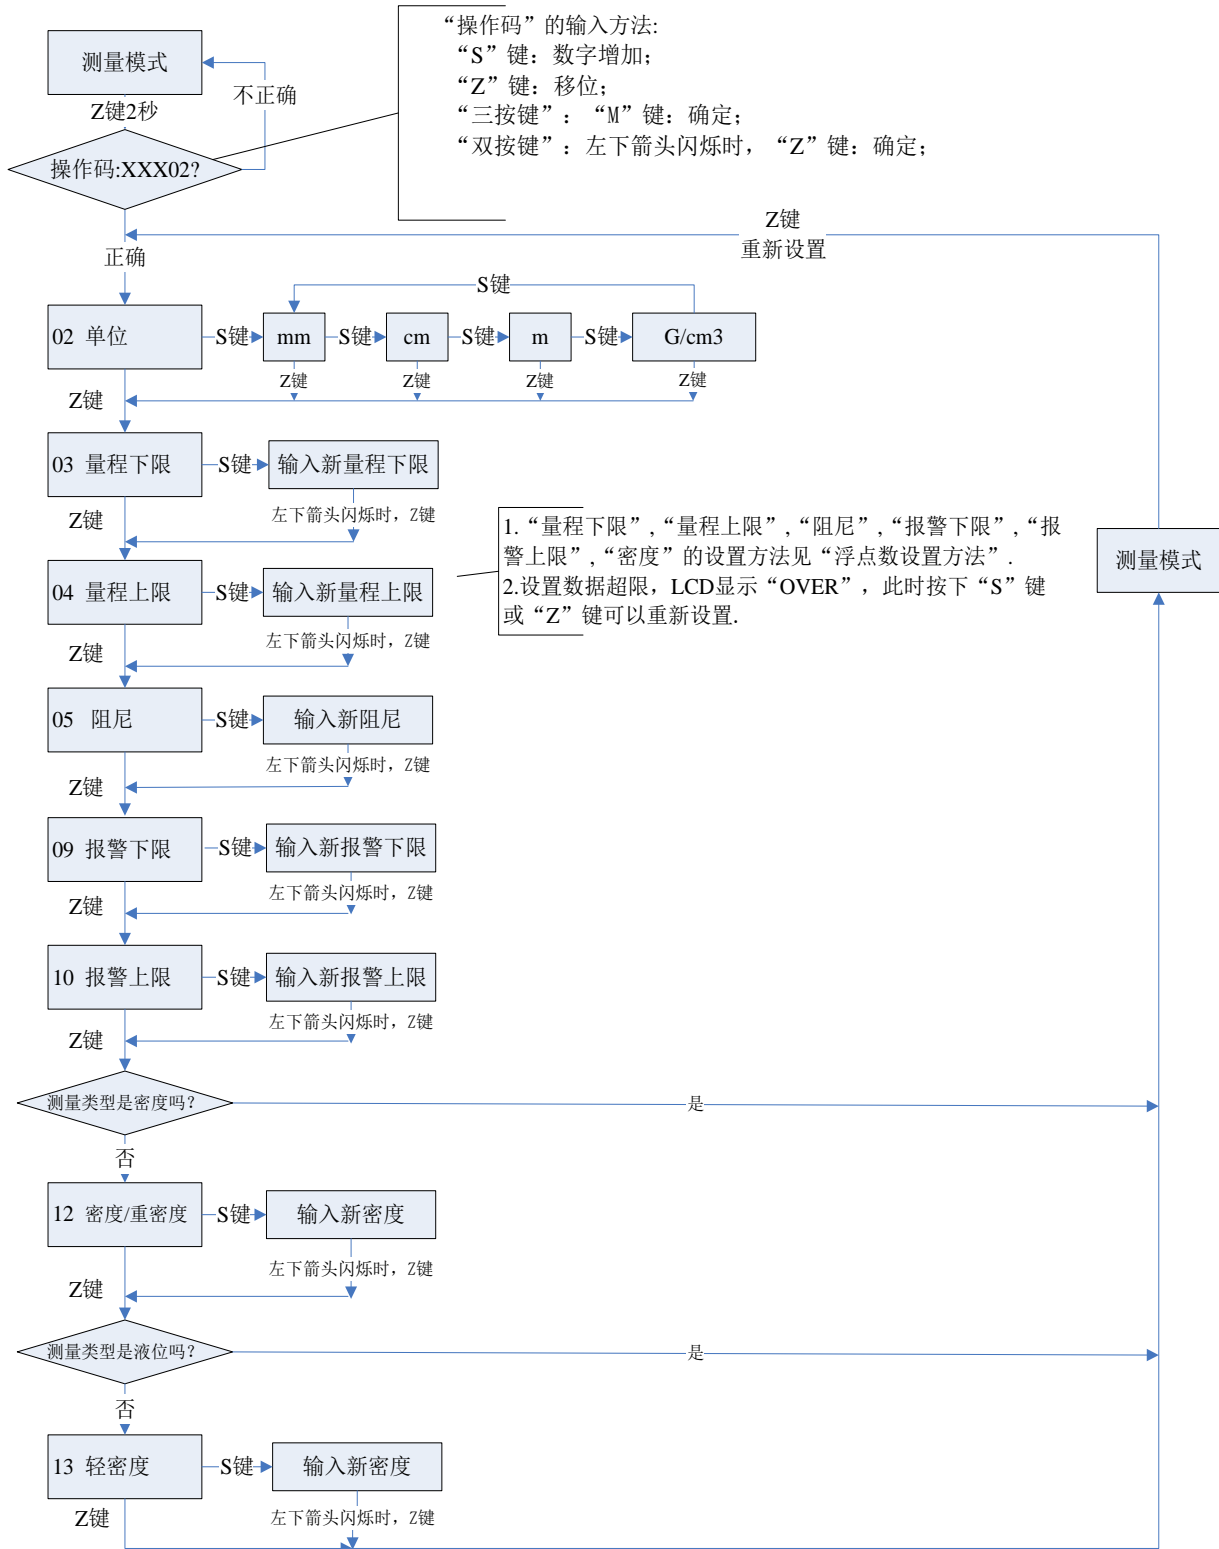 “操作码”的输入方法:
“S”键：数字增加；
“Z”键：移位；
“三按键”：“M”键：确定；
“双按键”：左下箭头闪烁时，“Z”键：确定；
测量模式
不正确
Z键2秒
操作码:XXX02?
正确
Z键
重新设置
S键
02 单位
S键
mm
S键
cm
S键
m
S键
G/cm3
Z键
Z键
Z键
Z键
Z键
03 量程下限
S键
输入新量程下限
左下箭头闪烁时，Z键
Z键
1.“量程下限”,“量程上限”,“阻尼”,“报警下限”,“报
警上限”,“密度”的设置方法见“浮点数设置方法”.
2.设置数据超限，LCD显示“OVER”，此时按下“S”键
或“Z”键可以重新设置.
测量模式
04 量程上限
S键
输入新量程上限
左下箭头闪烁时，Z键
Z键
05 阻尼
S键
输入新阻尼
左下箭头闪烁时，Z键
Z键
09 报警下限
S键
输入新报警下限
左下箭头闪烁时，Z键
Z键
10 报警上限
S键
输入新报警上限
左下箭头闪烁时，Z键
Z键
测量类型是密度吗?
是
否
12 密度/重密度
S键
输入新密度
左下箭头闪烁时，Z键
Z键
测量类型是液位吗?
是
否
13 轻密度
S键
输入新密度
左下箭头闪烁时，Z键
Z键